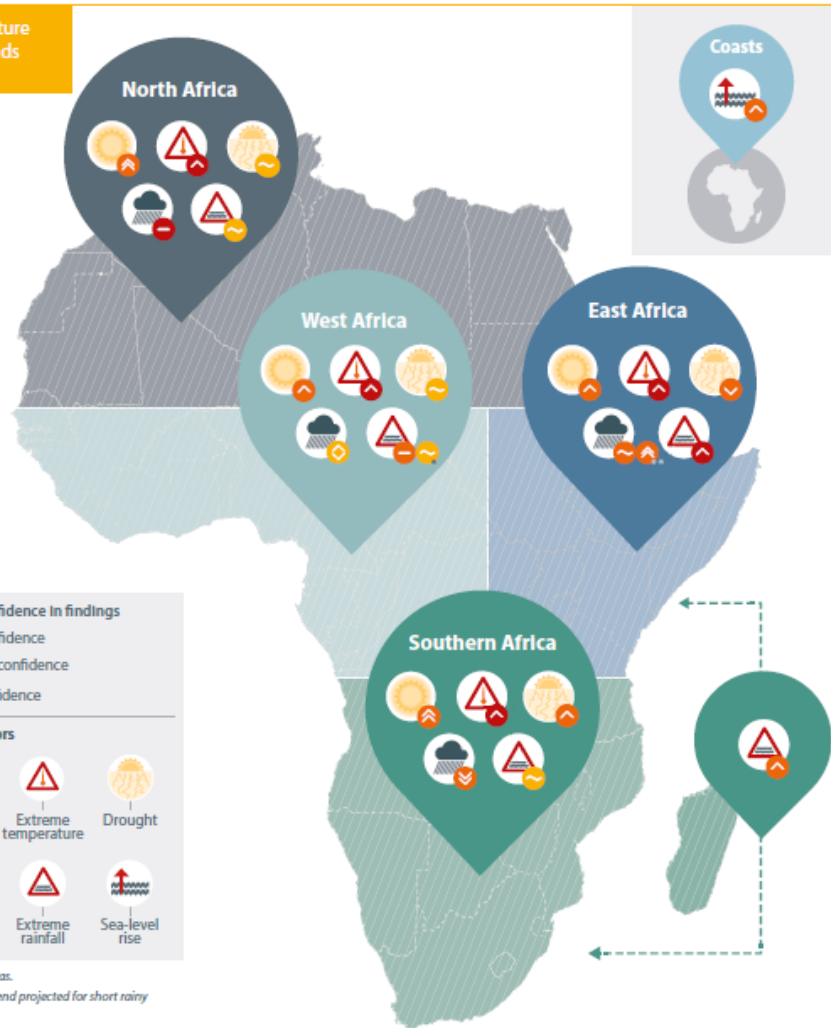 ture
ds
North Africa
Coasts
West Africa
East Africa
Southern Africa
fidence in findings
fidence
confidence
idence
ors
Extreme
temperature
Drought
Extreme
rainfall
Sea-level
rise
as.
end projected for short rainy